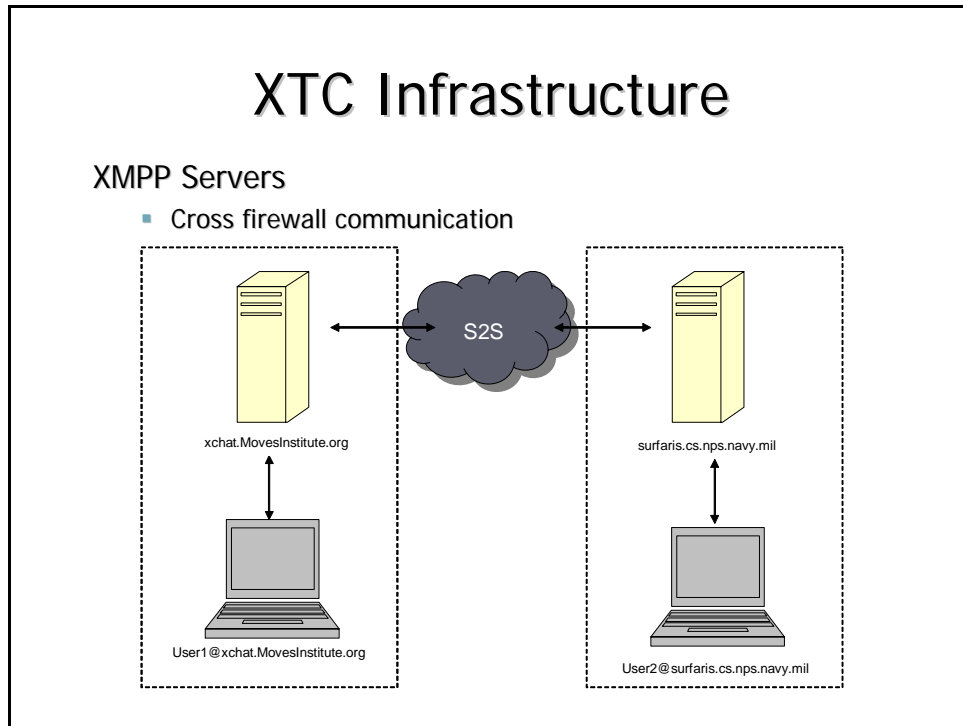 XTC Infrastructure
XMPP Servers
▪ Cross firewall communication
S2S
xchat.MovesInstitute.org
surfaris.cs.nps.navy.mil
User1@xchat.MovesInstitute.org
User2@surfaris.cs.nps.navy.mil